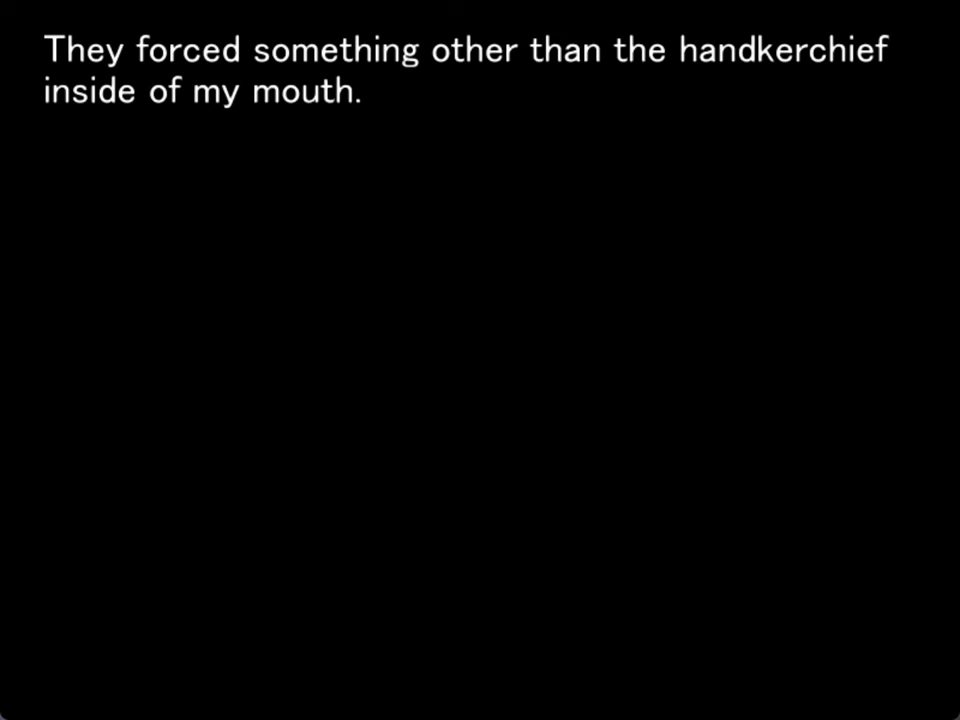 They forced something other than the handkerchief
inside of my mouth.